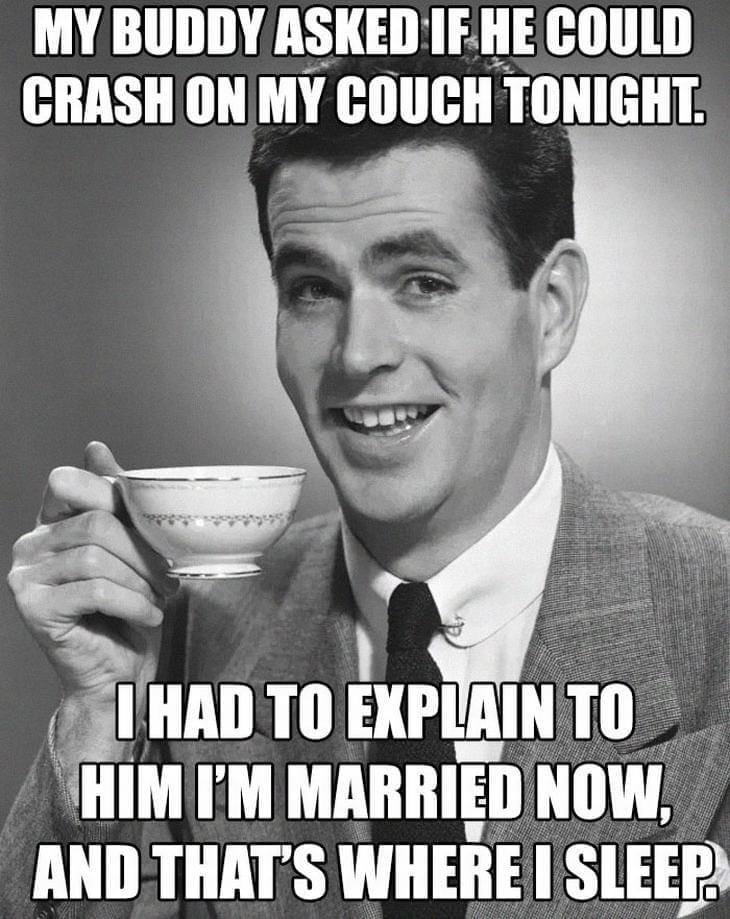 MY BUDDY ASKED IF HE COULD
CRASH ON MY COUCH TONIGHT.
I HAD TO EXPLAIN TO
HIM I'M MARRIED NOW,
AND THAT'S WHERE I SLEEP.